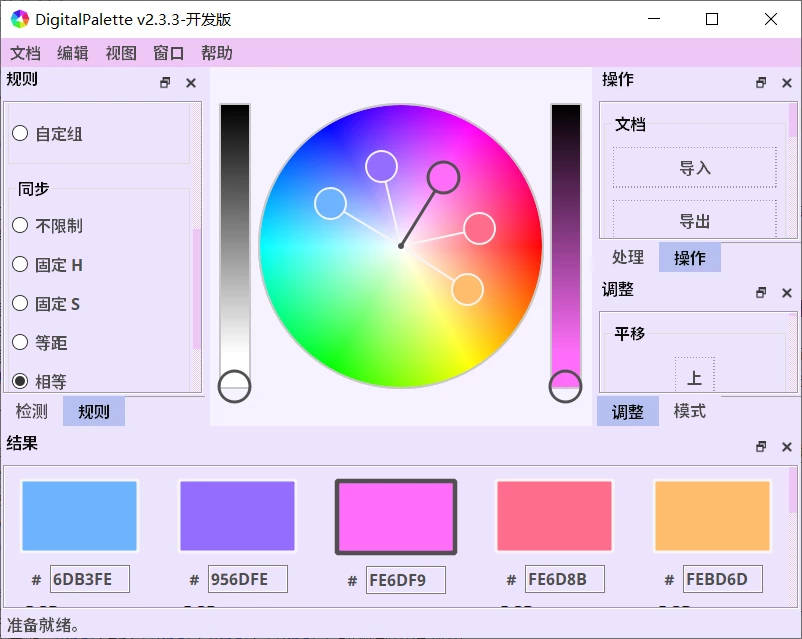 DigitalPalette v2.3.3-开发版
文档 编辑 视图 窗口 帮助
规则
自定组
同步
不限制
固定 H
固定 S
等距
相等
检测 规则
操作
文档
导入
导出
处理 操作
调整
平移
上
调整 模式
结果
# 6DB3FE # 956DFE # FE6DF9 # FE6D8B # FEBD6D
准备就绪。